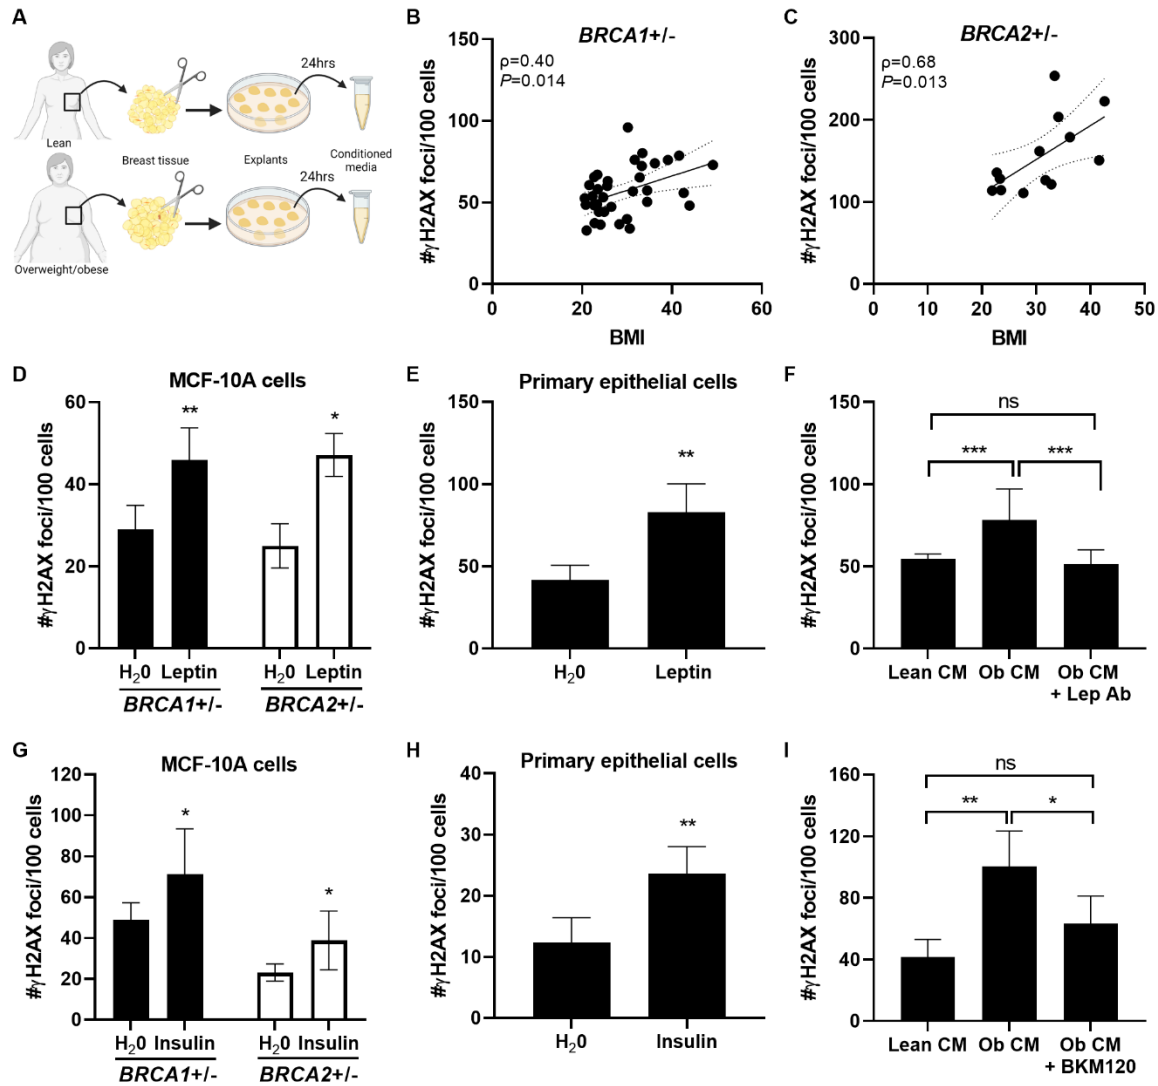 A
24hrs
Lean
Breast tissue
Explants
Conditioned
media
24hrs
Overweight/obese
B
BRCA1+/-
ρ=0.40
P=0.014
#γH2AX foci/100 cells
150
100
50
0
0
20
40
60
BMI
C
BRCA2+/-
ρ=0.68
P=0.013
#γH2AX foci/100 cells
300
200
100
0
0
10
20
30
40
50
BMI
D
MCF-10A cells
#γH2AX foci/100 cells
60
40
20
0
**
*
H20 Leptin
H20 Leptin
BRCA1+/-
BRCA2+/-
E
Primary epithelial cells
#γH2AX foci/100 cells
150
100
50
0
**
H20
Leptin
F
#γH2AX foci/100 cells
150
100
50
0
ns
***
***
Lean CM
Ob CM
Ob CM
+ Lep Ab
G
MCF-10A cells
#γH2AX foci/100 cells
120
100
80
60
40
20
0
*
*
H20 Insulin
H20 Insulin
BRCA1+/-
BRCA2+/-
H
Primary epithelial cells
#γH2AX foci/100 cells
40
30
20
10
0
**
H20
Insulin
I
#γH2AX foci/100 cells
160
120
80
40
0
ns
**
*
Lean CM
Ob CM
Ob CM
+ BKM120